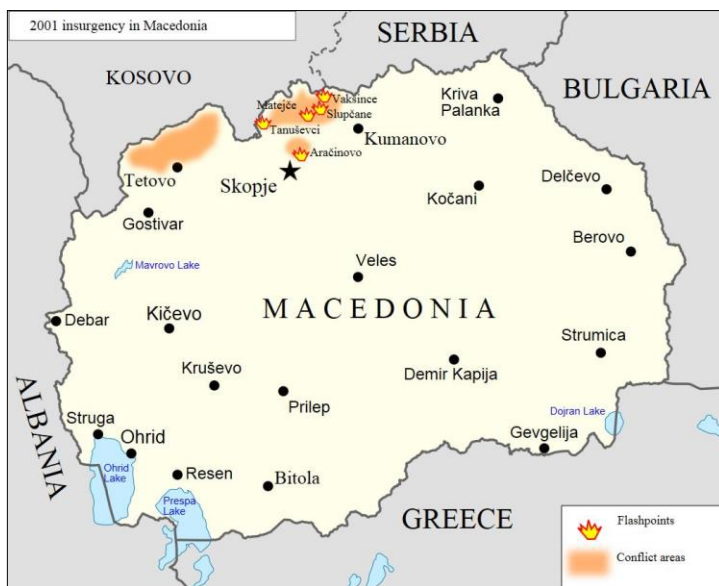 2001 insurgency in Macedonia
SERBIA
KOSOVO
BULGARIA
Matejče
Vakšince
Slupčane
Kriva
Palanka
Tanuševci
Kumanovo
Aračinovo
Tetovo
Skopje
Kočani
Delčevo
Gostivar
Berovo
Mavrovo Lake
Veles
MACEDONIA
Debar
Kičevo
Strumica
Kruševo
Demir Kapija
Prilep
ALBANIA
Struga
Dojran Lake
Ohrid
Gevgelija
Ohrid
Lake
Resen
Bitola
Prespa
Lake
GREECE
Flashpoints
Conflict areas